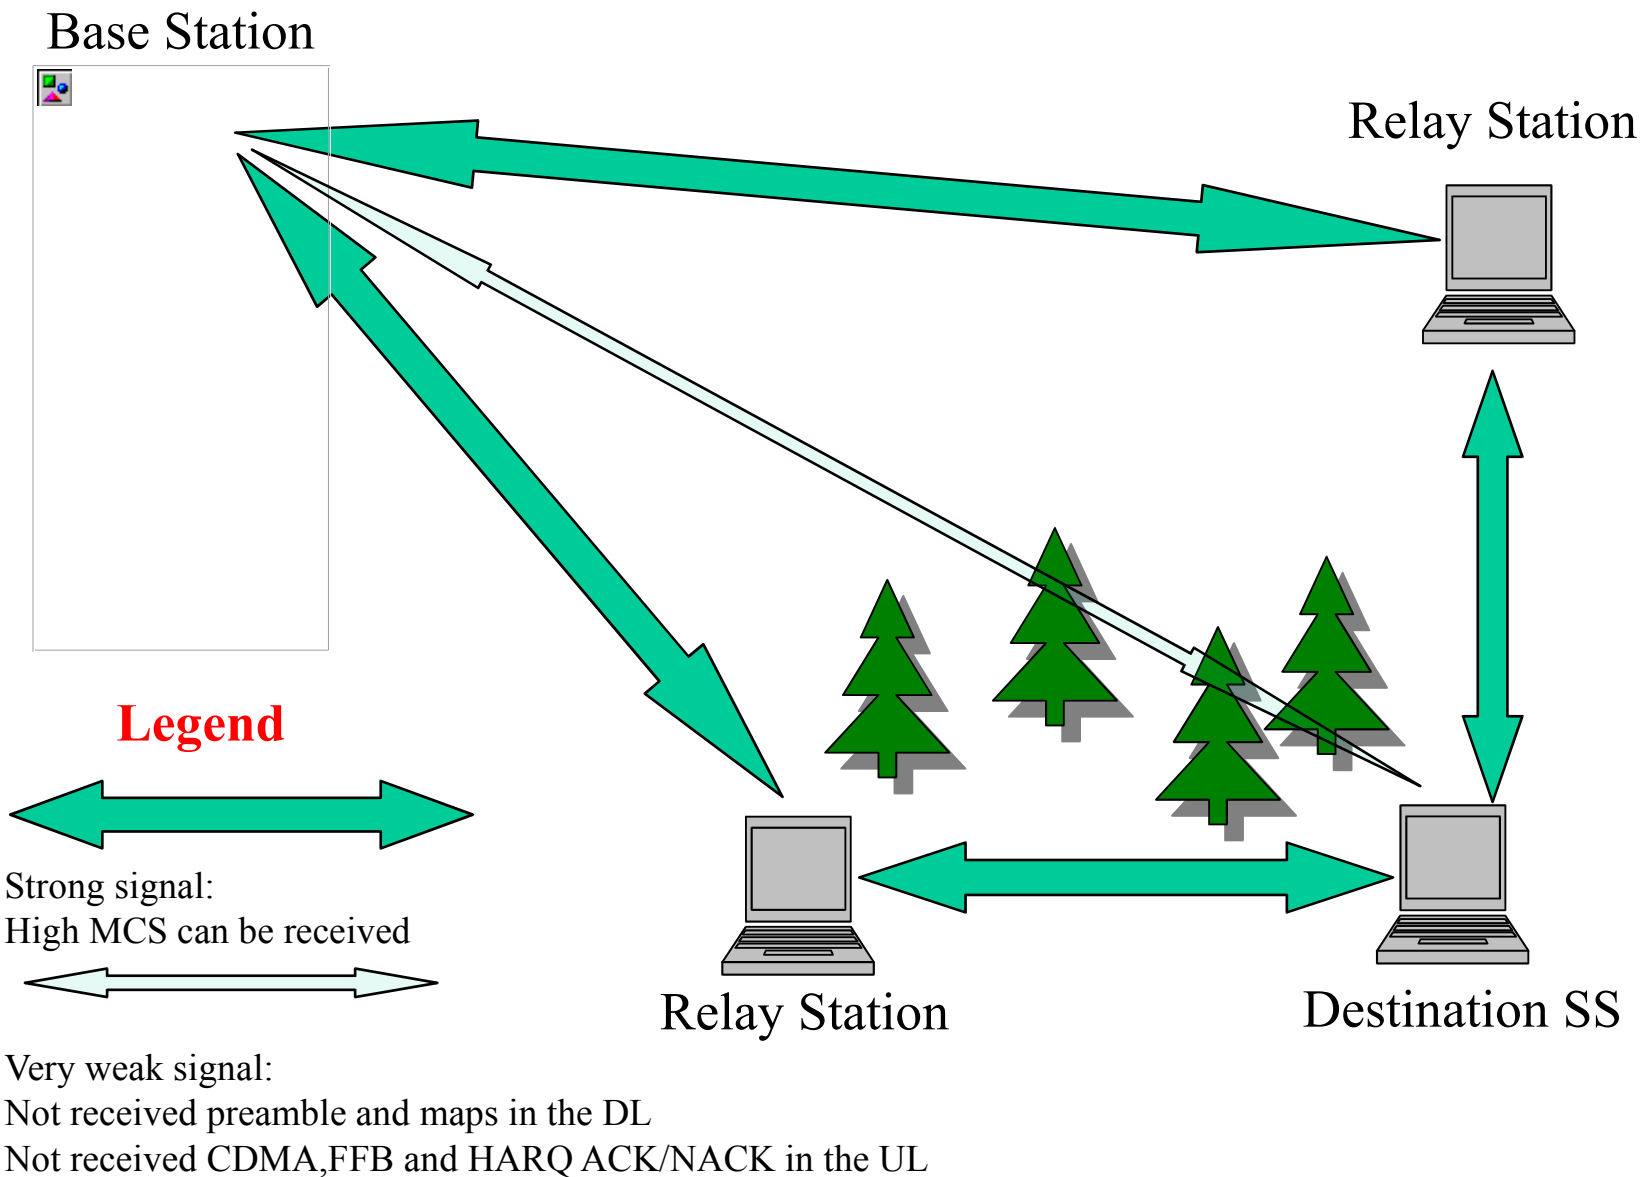 Base Station
Relay Station
Legend
Strong signal:
High MCS can be received
Relay Station
Destination SS
Very weak signal:
Not received preamble and maps in the DL
Not received CDMA,FFB and HARQ ACK/NACK in the UL